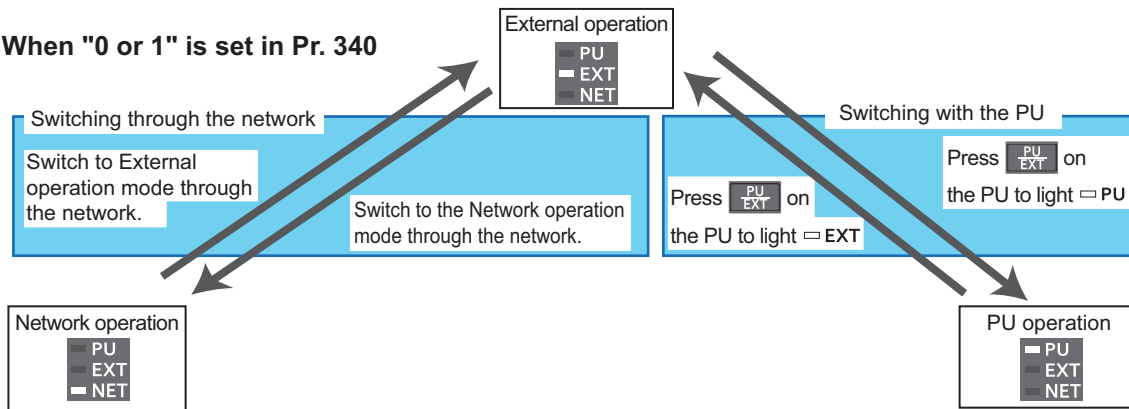 When "0 or 1" is set in Pr. 340
External operation
PU
EXT
NET
Switching through the network
Switch to External
operation mode through
the network.
Switch to the Network operation
mode through the network.
Switching with the PU
Press PU/EXT on
the PU to light EXT
Press PU/EXT on
the PU to light PU
Network operation
PU
EXT
NET
PU operation
PU
EXT
NET